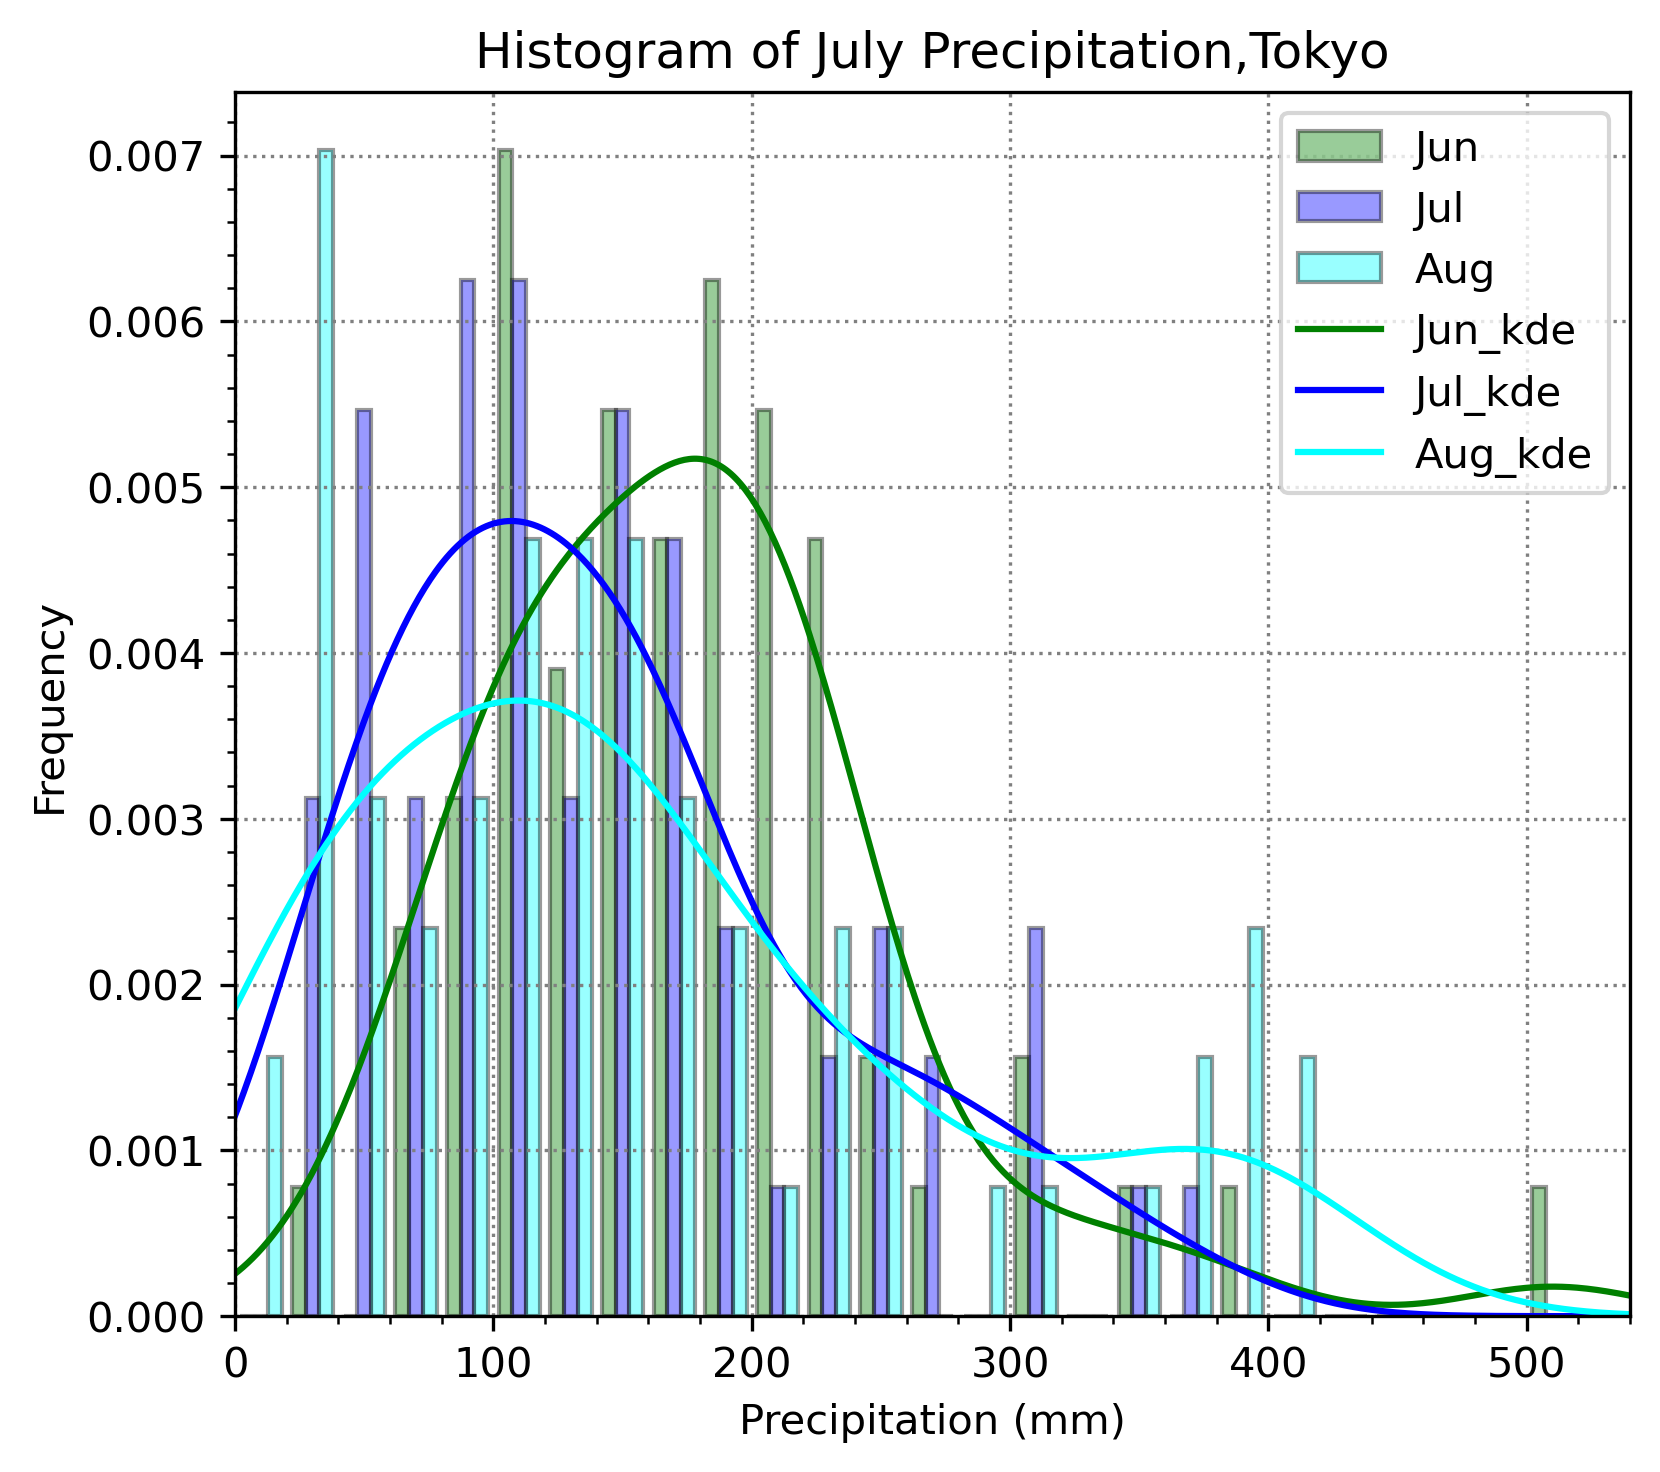 Histogram of July Precipitation,Tokyo
Jun
Jul
Aug
Jun_kde
Jul_kde
Aug_kde
Frequency
0.007
0.006
0.005
0.004
0.003
0.002
0.001
0.000
0 100 200 300 400 500
Precipitation (mm)